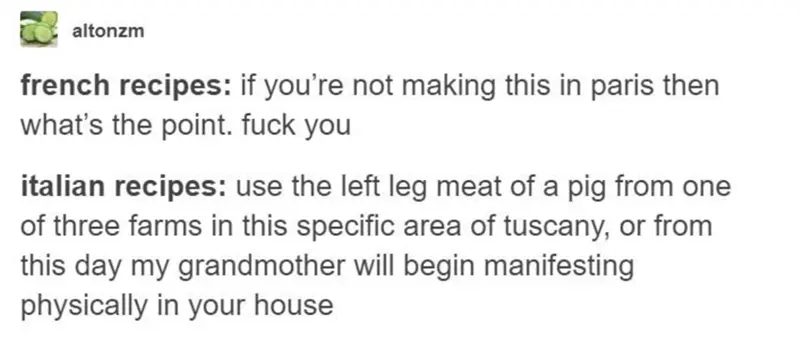 altonzm
french recipes: if you’re not making this in paris then
what’s the point. fuck you
italian recipes: use the left leg meat of a pig from one
of three farms in this specific area of tuscany, or from
this day my grandmother will begin manifesting
physically in your house